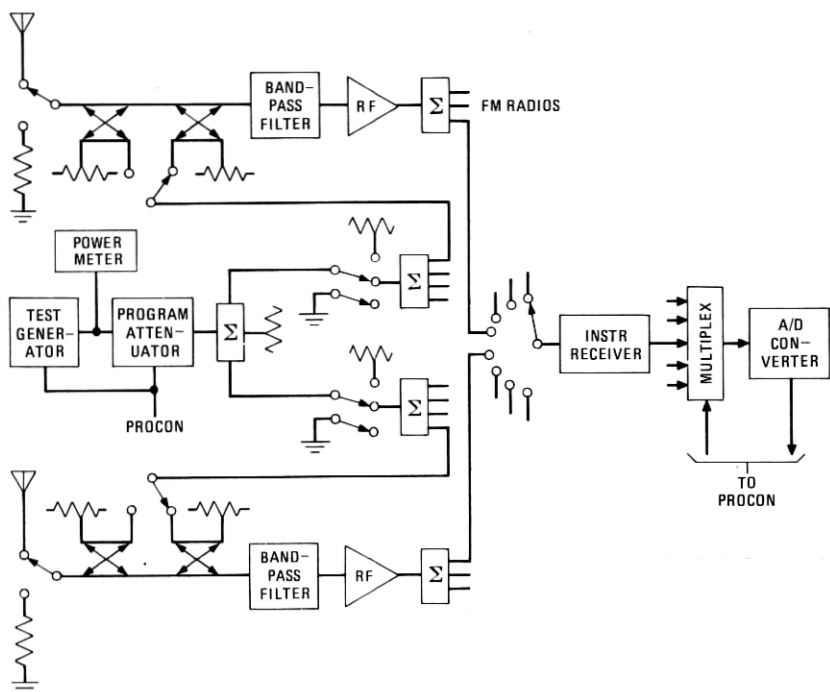 BAND-
PASS
FILTER
RF
Σ
FM RADIOS
POWER
METER
TEST
GENER-
ATOR
PROGRAM
ATTEN-
UATOR
Σ
Σ
Σ
PROCON
INSTR
RECEIVER
MULTIPLEX
A/D
CON-
VERTER
TO
PROCON
BAND-
PASS
FILTER
RF
Σ